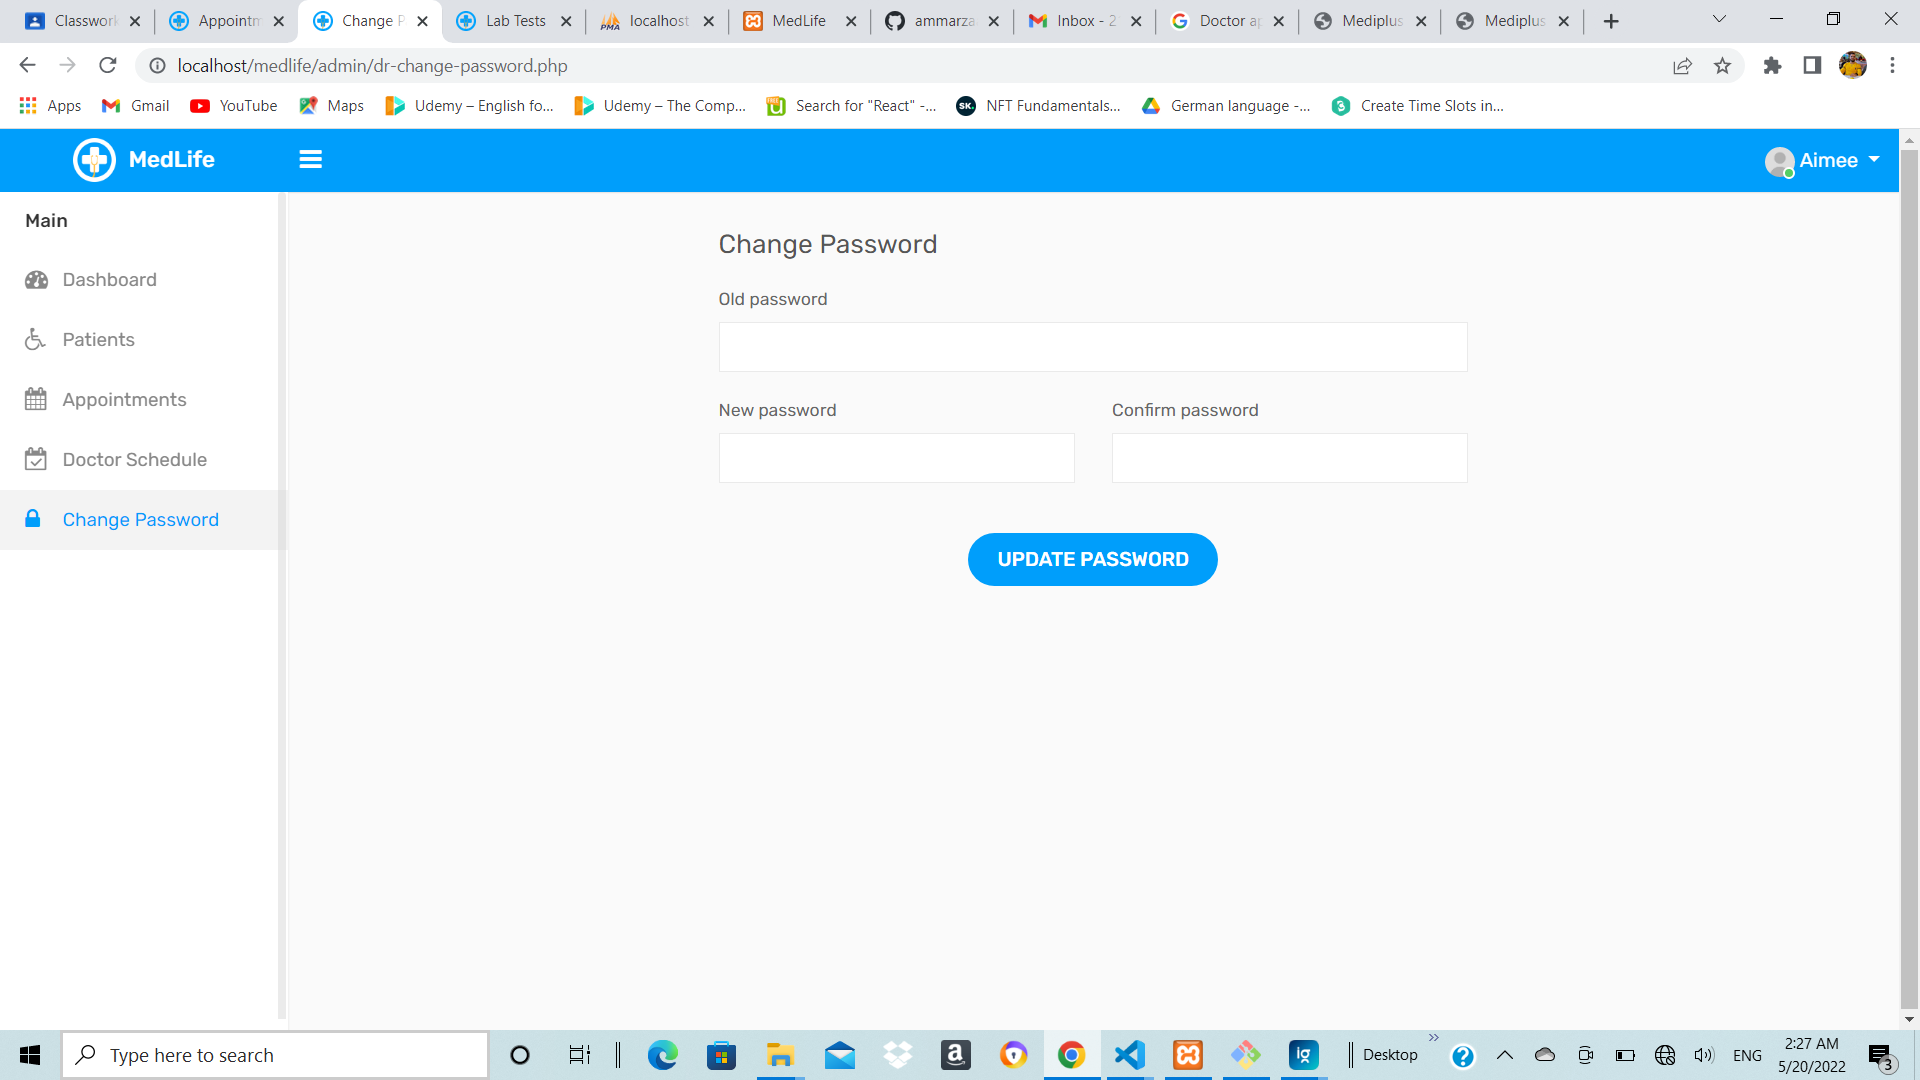 Classwork Appointm Change P Lab Tests localhost MedLife ammarza Inbox - 2 Doctor a Mediplus Mediplus
localhost/medlife/admin/dr-change-password.php
Apps Gmail YouTube Maps Udemy – English fo... Udemy – The Comp... Search for "React" -... NFT Fundamentals... German language -... Create Time Slots in...
MedLife
Aimee
Main
Dashboard
Patients
Appointments
Doctor Schedule
Change Password
Change Password
Old password
New password Confirm password
UPDATE PASSWORD
Type here to search
Desktop
ENG
2:27 AM
5/20/2022
3